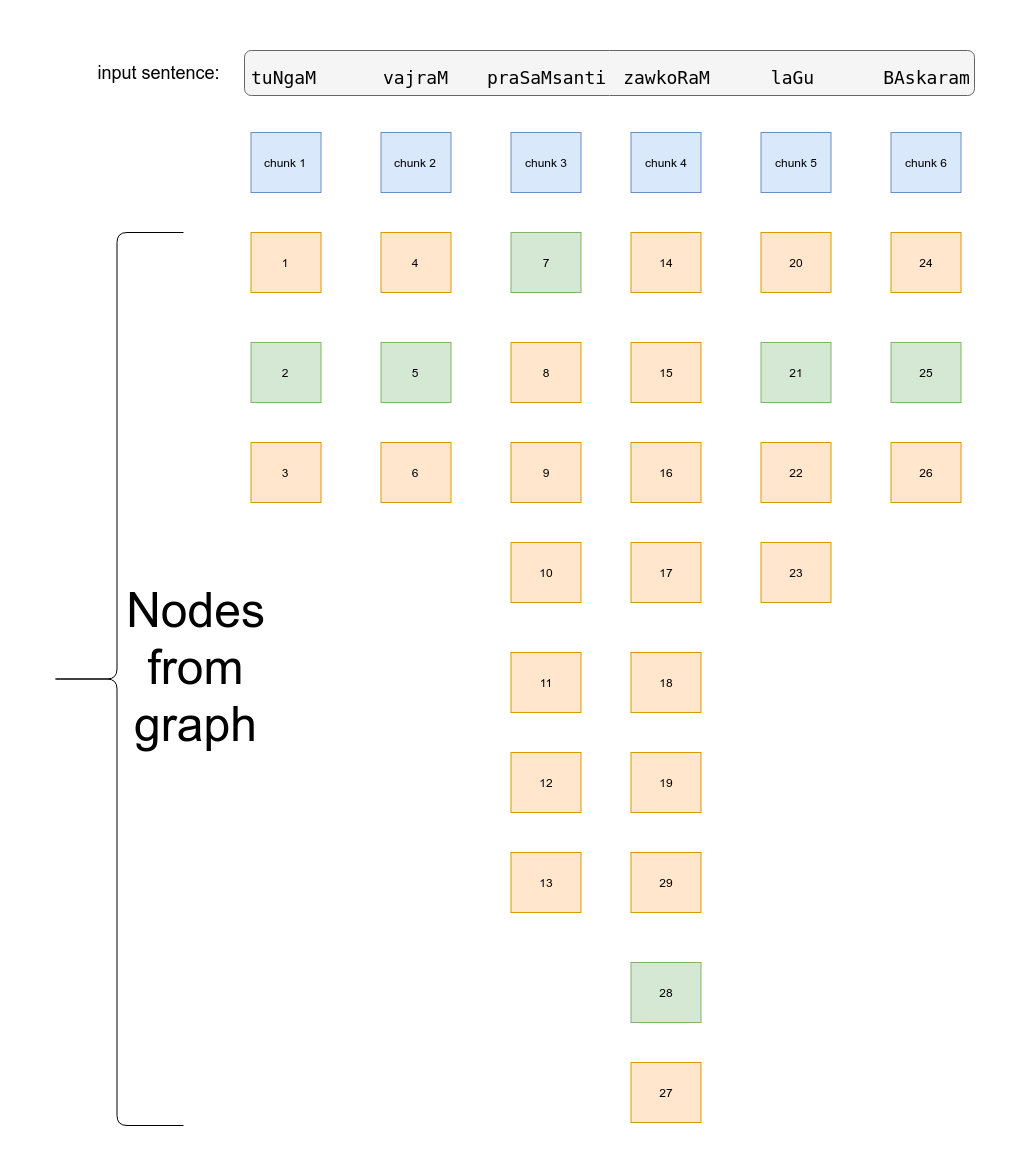 input sentence: tuNgaM vajraM praSaMsanti zawkoRaM laGu BAskaram
chunk 1 chunk 2 chunk 3 chunk 4 chunk 5 chunk 6
1 4 7 14 20 24
2 5 8 15 21 25
3 6 9 16 22 26
10 17 23
Nodes
from
graph
11 18
12 19
13 29
28
27